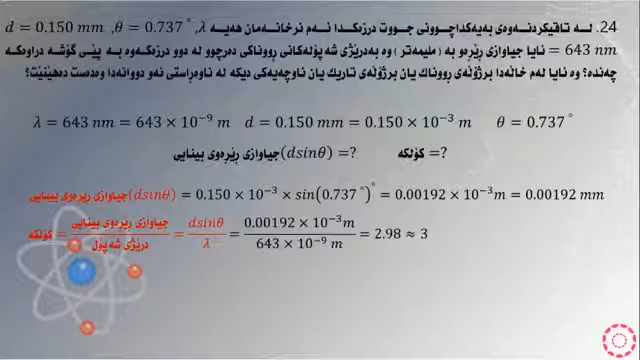 24. لە تاقیکردنەوەی بەیەکداچوونی جووت درزەکدا ئەم نرخانەمان هەیە d = 0.150 mm ,θ = 0.737°, λ
= 643 nm ئایا جیاوازی ڕێڕەو بە (ملیمەتر) وە بەدرێژی شەپۆلەکانی ڕووناکی دەرچوو لە دوو درزەکەوە بە پێی گۆشە دراوەکە
چەندە؟ وە ئایا لەم خاڵەدا برژۆڵەی ڕووناك یان برژۆڵەی تاریك یان ناوچەیەکی دیکە لە ناوەڕاستی ئەو دووانەدا وەدەست دەهێنێت؟
λ = 643 nm = 643 × 10⁻⁹ m d = 0.150 mm = 0.150 × 10⁻³ m θ = 0.737°
جیاوازی ڕێڕەوی بینایی(dsinθ) =? کۆلکە =?
جیاوازی ڕێڕەوی بینایی(dsinθ) = 0.150 × 10⁻³ × sin(0.737°)° = 0.00192 × 10⁻³m = 0.00192 mm
کۆلکە = جیاوازی ڕێڕەوی بینایی / درێژی شەپۆل = dsinθ / λ = 0.00192 × 10⁻³m / 643 × 10⁻⁹ m = 2.98 ≈ 3